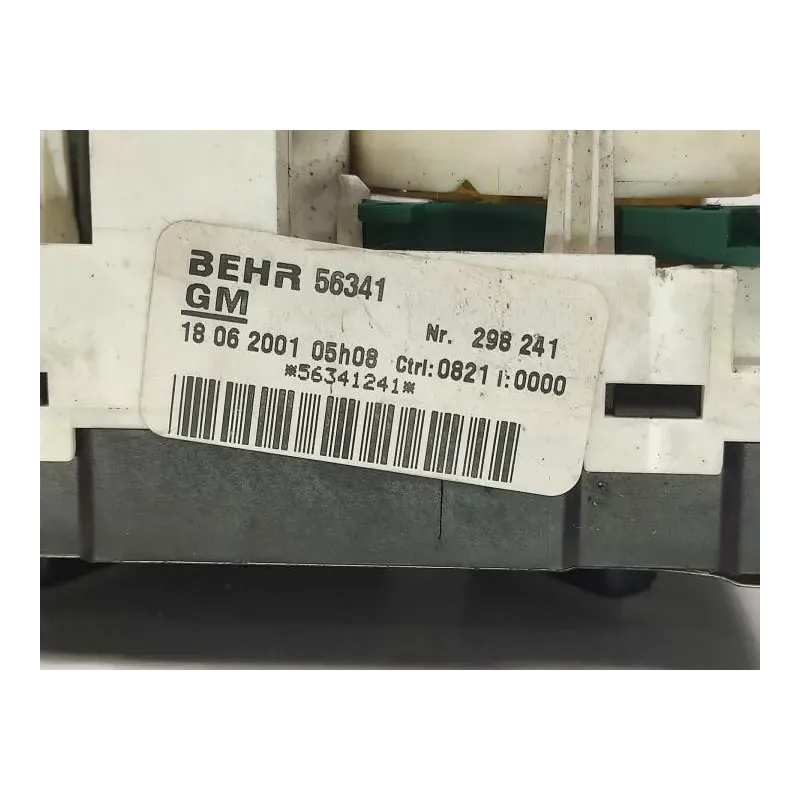 BEHR 56341
GM Nr. 298 241
18 06 2001 05h08 Ctrl:0821 I:0000
*56341241*